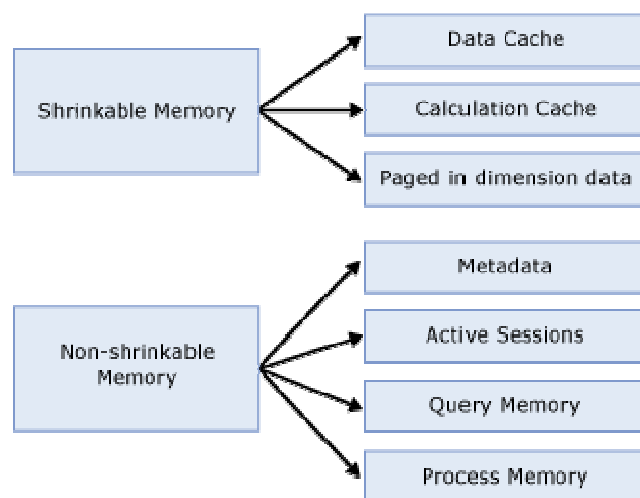 Shrinkable Memory
Data Cache
Calculation Cache
Paged in dimension data
Non-shrinkable
Memory
Metadata
Active Sessions
Query Memory
Process Memory